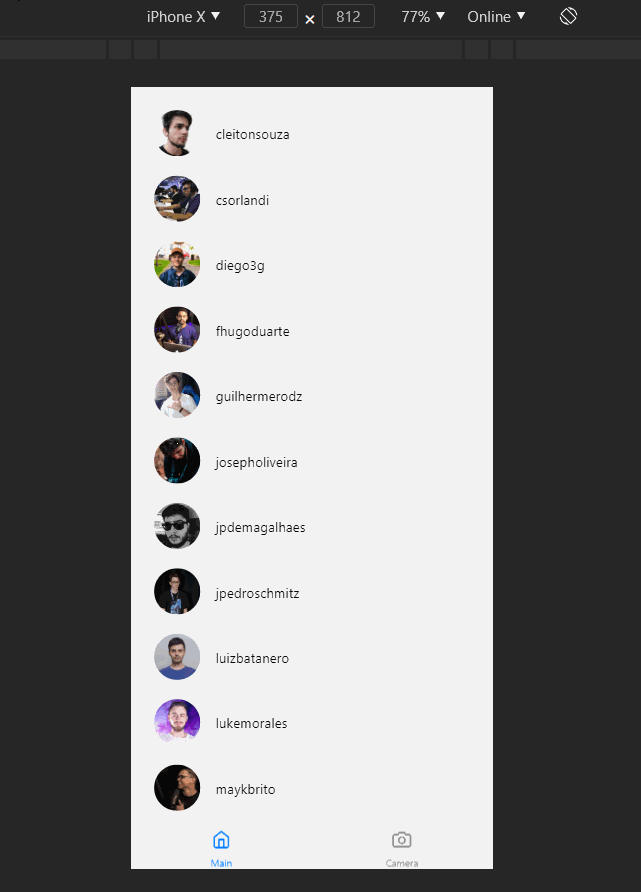 iPhone X ▼ 375 × 812 77% ▼ Online ▼
cleitonsouza
csorlandi
diego3g
fhugoduarte
guilhermerodz
josepholiveira
jpdemagalhaes
jpedroschmitz
luizbatanero
lukemorales
maykbrito
Main Camera